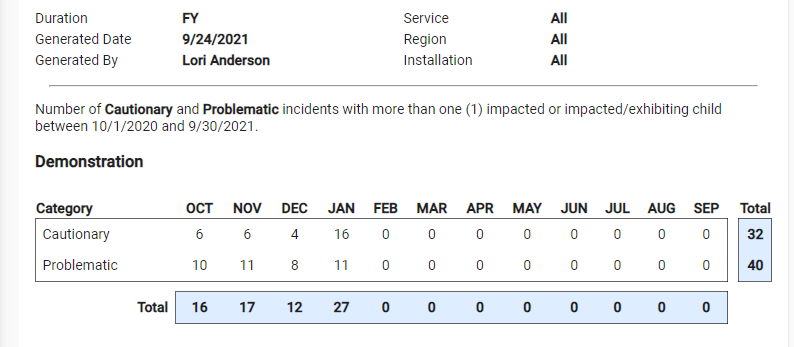 Duration FY Service All
Generated Date 9/24/2021 Region All
Generated By Lori Anderson Installation All
Number of Cautionary and Problematic incidents with more than one (1) impacted or impacted/exhibiting child
between 10/1/2020 and 9/30/2021.
Demonstration
Category OCT NOV DEC JAN FEB MAR APR MAY JUN JUL AUG SEP Total
Cautionary 6 6 4 16 0 0 0 0 0 0 0 0 32
Problematic 10 11 8 11 0 0 0 0 0 0 0 0 40
Total 16 17 12 27 0 0 0 0 0 0 0 0